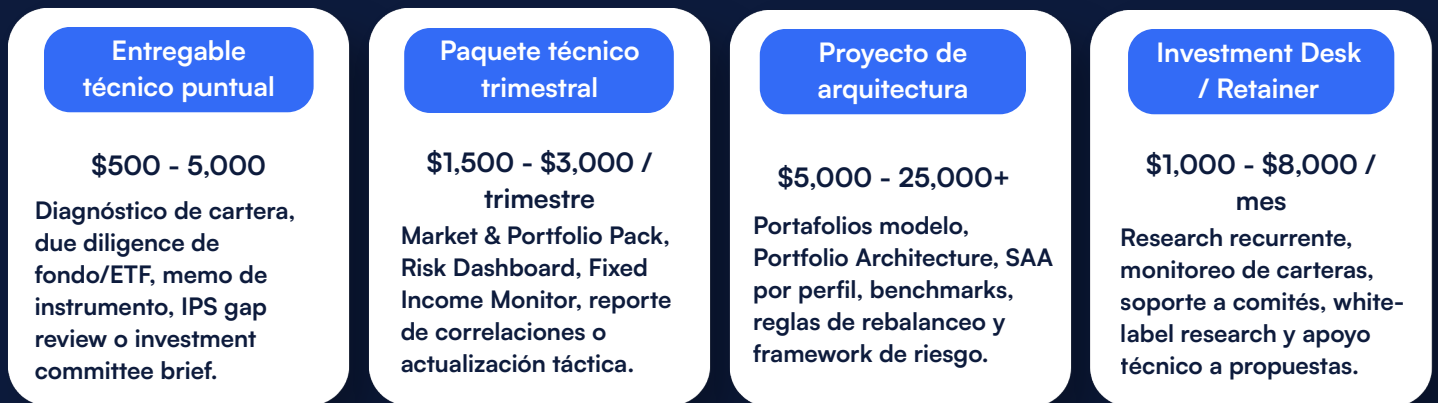 Entregable
técnico puntual
$500 - 5,000
Diagnóstico de cartera,
due diligence de
fondo/ETF, memo de
instrumento, IPS gap
review o investment
committee brief.
Paquete técnico
trimestral
$1,500 - $3,000 /
trimestre
Market & Portfolio Pack,
Risk Dashboard, Fixed
Income Monitor, reporte
de correlaciones o
actualización táctica.
Proyecto de
arquitectura
$5,000 - 25,000+
Portafolios modelo,
Portfolio Architecture, SAA
por perfil, benchmarks,
reglas de rebalanceo y
framework de riesgo.
Investment Desk
/ Retainer
$1,000 - $8,000 /
mes
Research recurrente,
monitoreo de carteras,
soporte a comités, white-
label research y apoyo
técnico a propuestas.